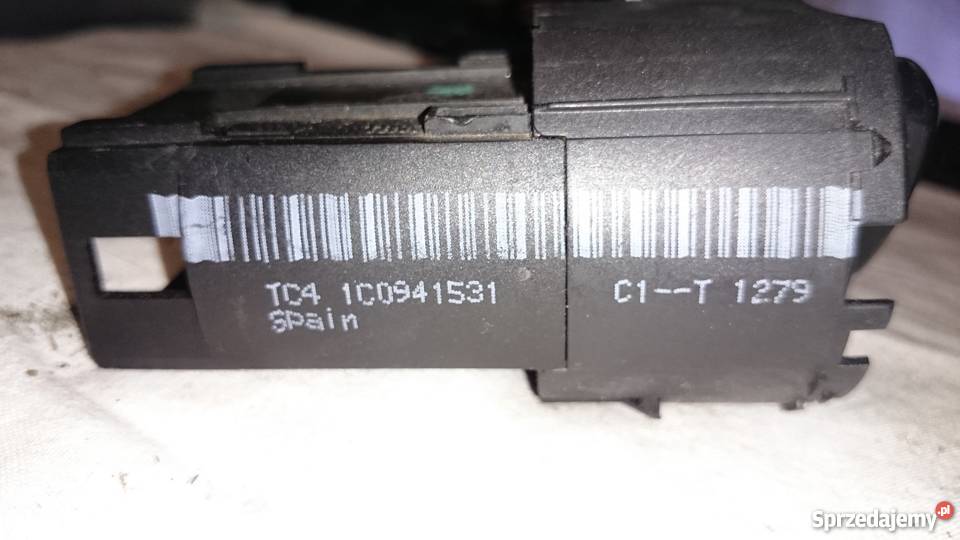 TC4 1C0941531 C1--T 1279
Spain
Sprzedajemy.pl